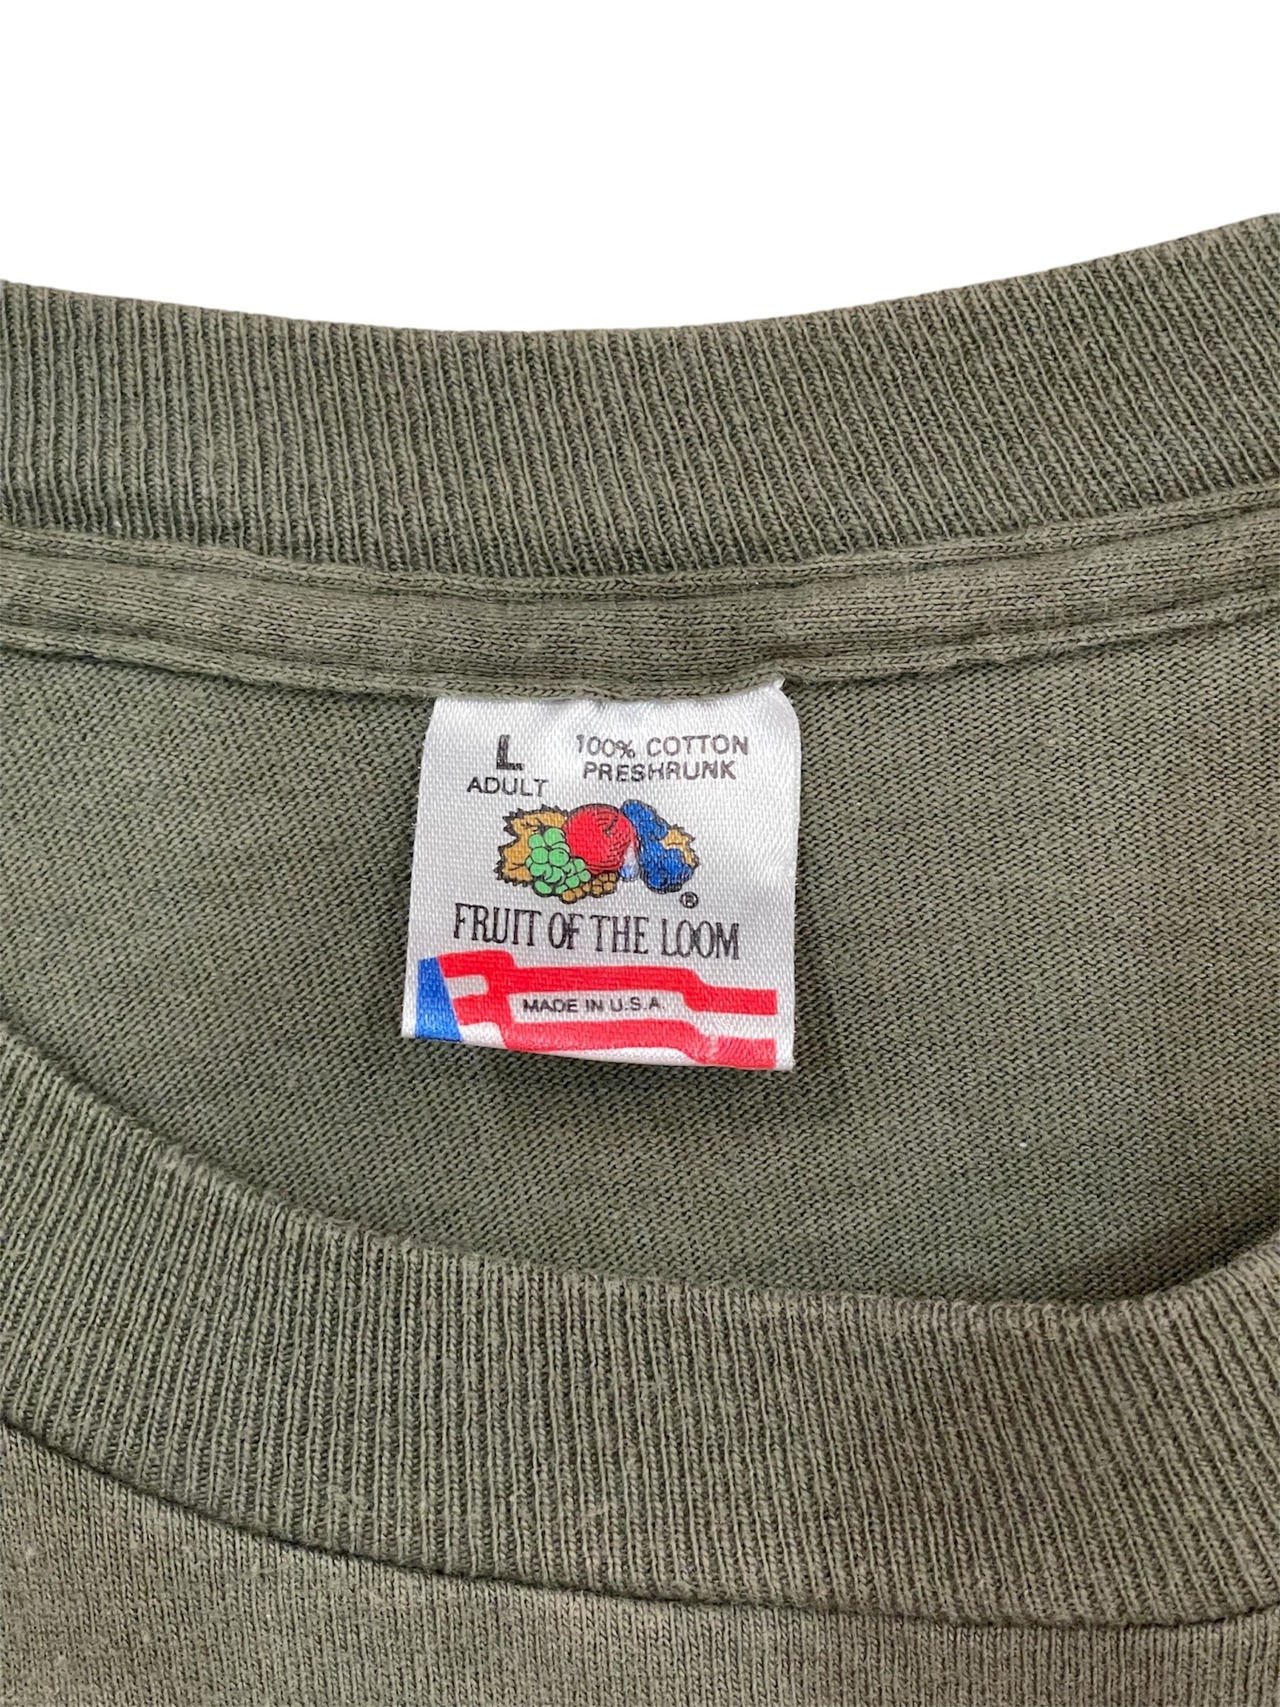 L
ADULT
100% COTTON
PRESHRUNK
®
FRUIT OF THE LOOM
MADE IN U.S.A.